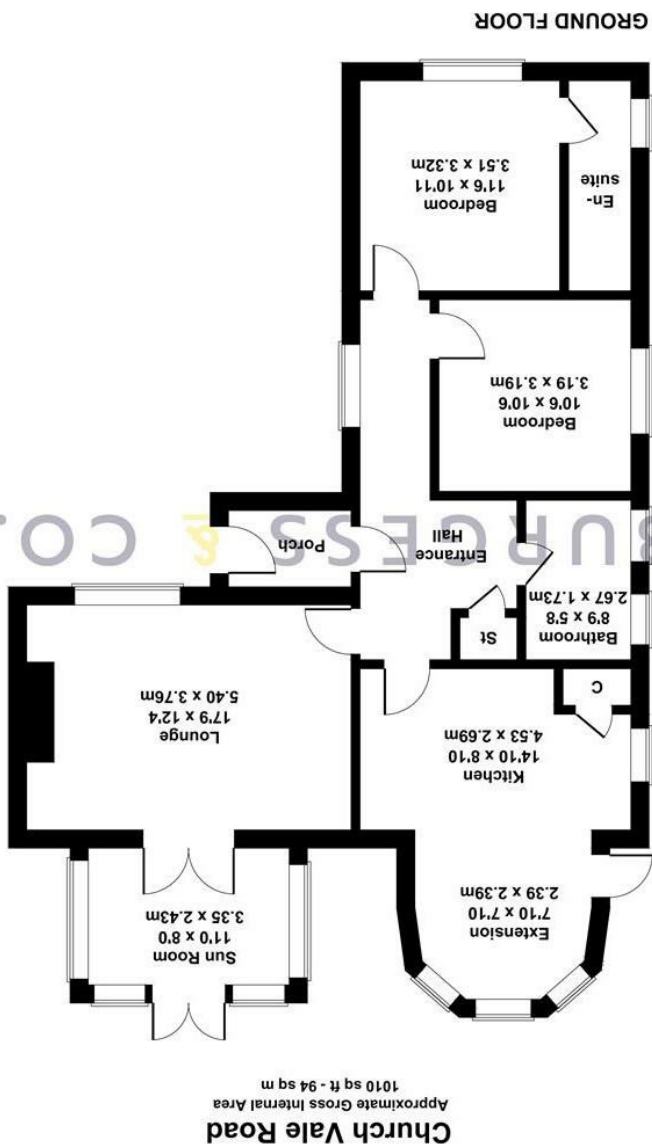 Church Vale Road
Approximate Gross Internal Area
1010 sq ft - 94 sq m
Extension
7'10 x 7'10
2.39 x 2.39m
Sun Room
11'0 x 8'0
3.35 x 2.43m
Kitchen
14'10 x 8'10
4.53 x 2.69m
Lounge
17'9 x 12'4
5.40 x 3.76m
C
St
Bathroom
8'9 x 5'8
2.67 x 1.73m
Entrance
Hall
Porch
BURGESS & CO.
Bedroom
10'6 x 10'6
3.19 x 3.19m
En-
suite
Bedroom
11'6 x 10'11
3.51 x 3.32m
GROUND FLOOR